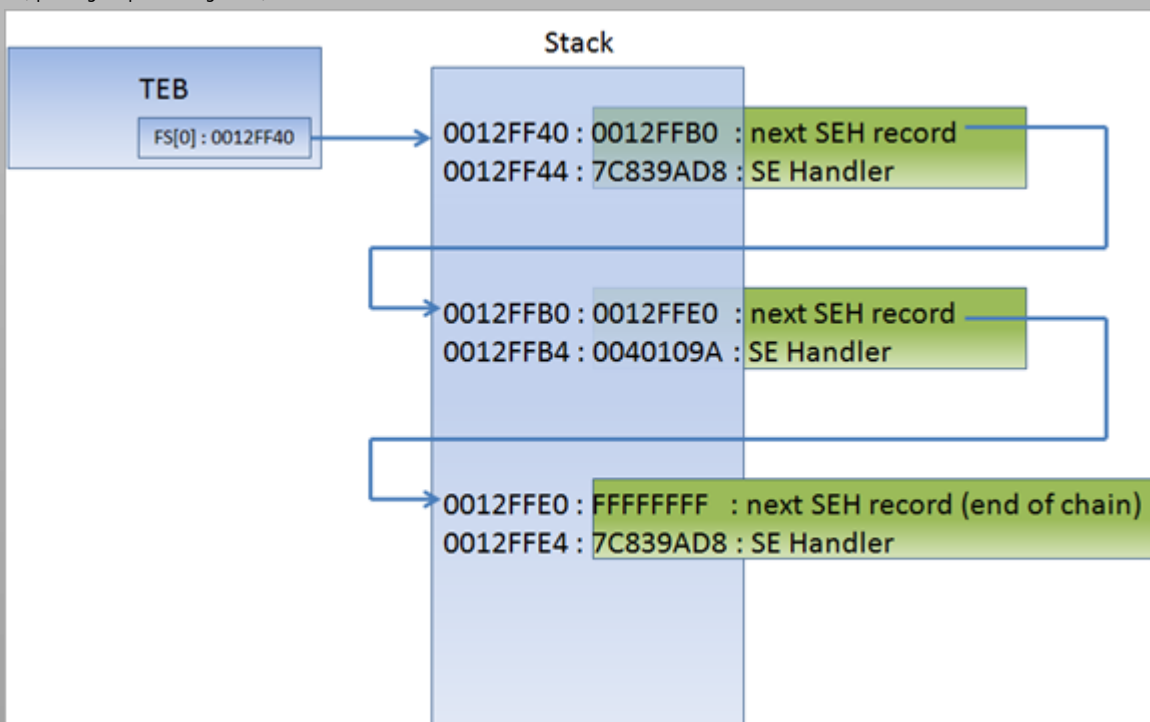 Stack
TEB
FS[0] : 0012FF40
0012FF40 : 0012FFB0 : next SEH record
0012FF44 : 7C839AD8 : SE Handler
0012FFB0 : 0012FFE0 : next SEH record
0012FFB4 : 0040109A : SE Handler
0012FFE0 : FFFFFFFF : next SEH record (end of chain)
0012FFE4 : 7C839AD8 : SE Handler